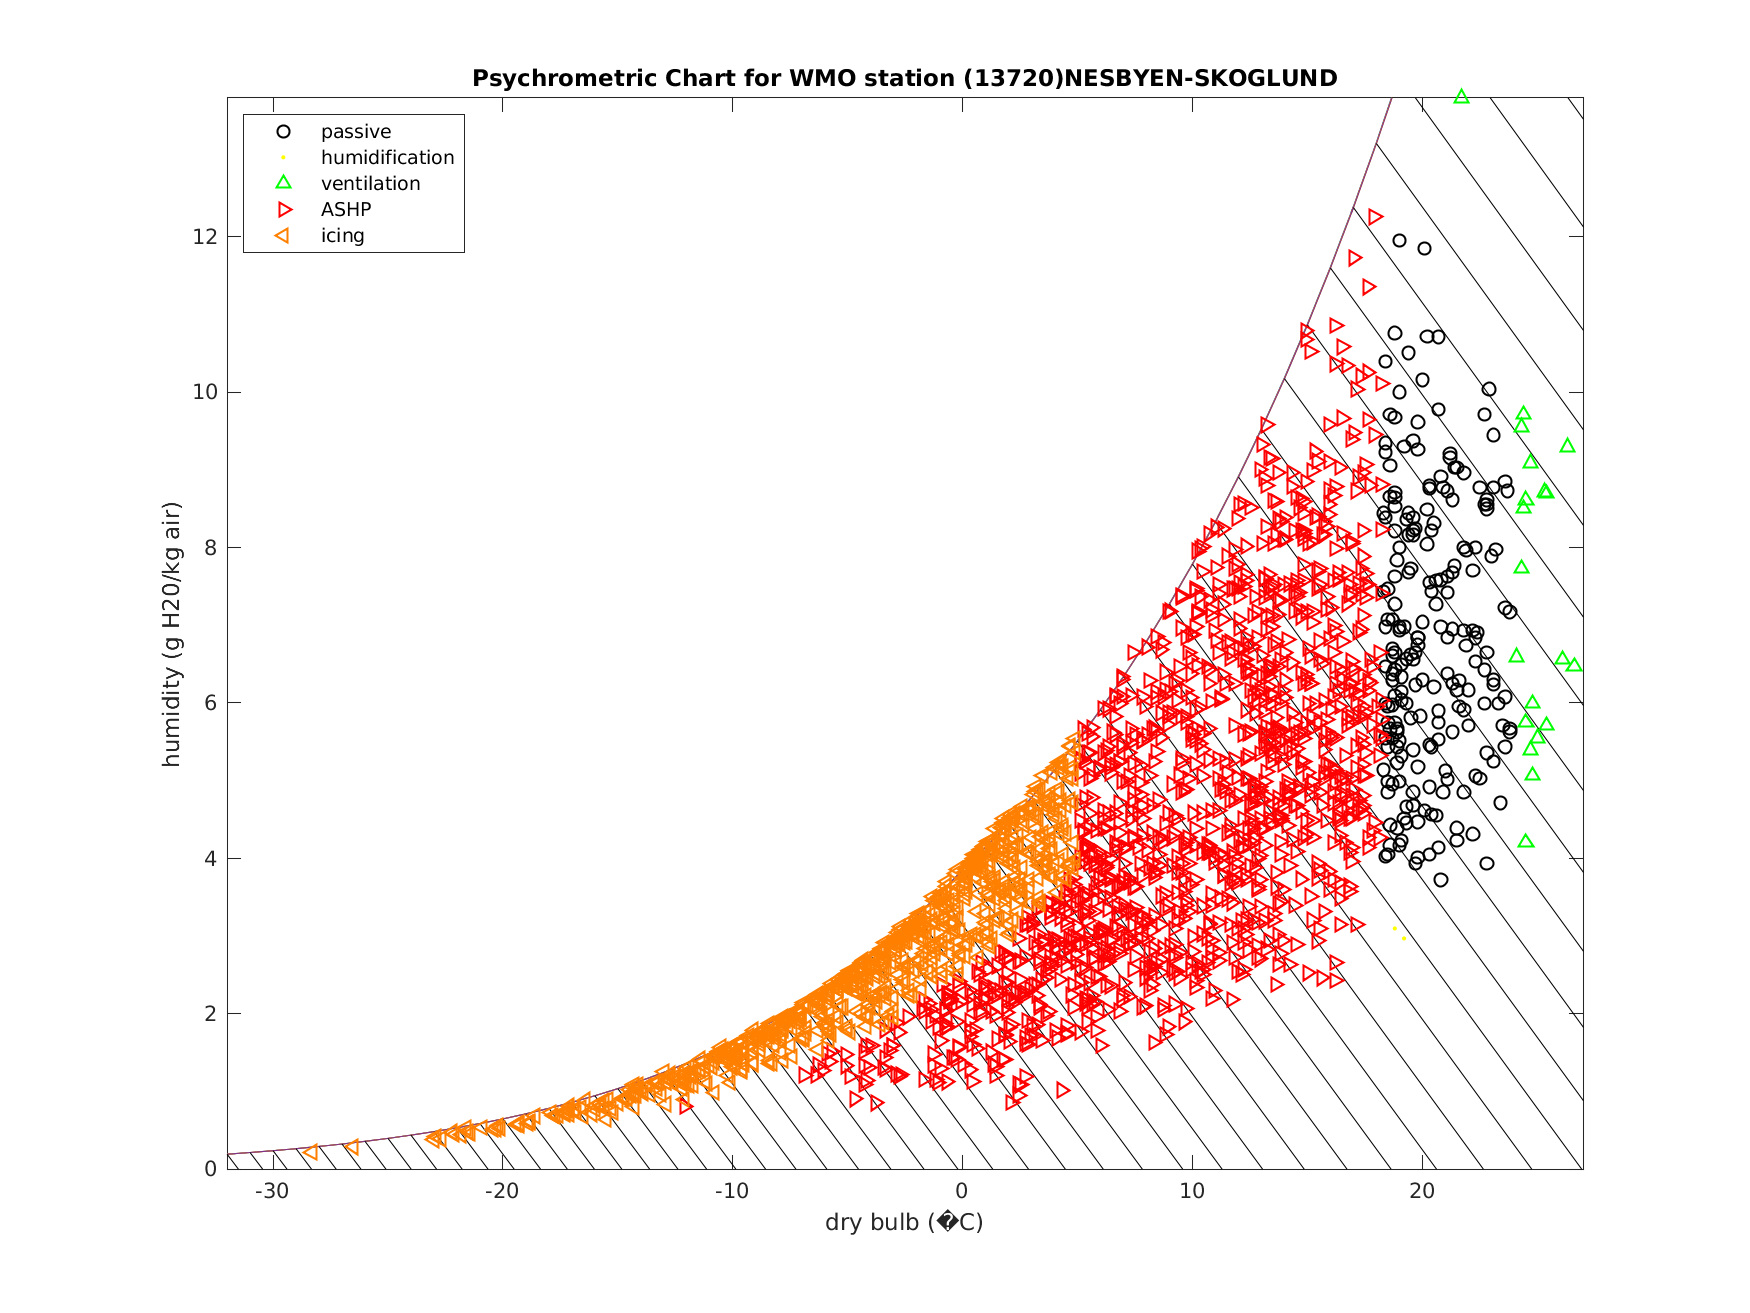 Psychrometric Chart for WMO station (13720)NESBYEN-SKOGLUND
passive
humidification
ventilation
ASHP
icing
12
10
8
6
4
2
0
humidity (g H20/kg air)
-30 -20 -10 0 10 20
dry bulb (�C)